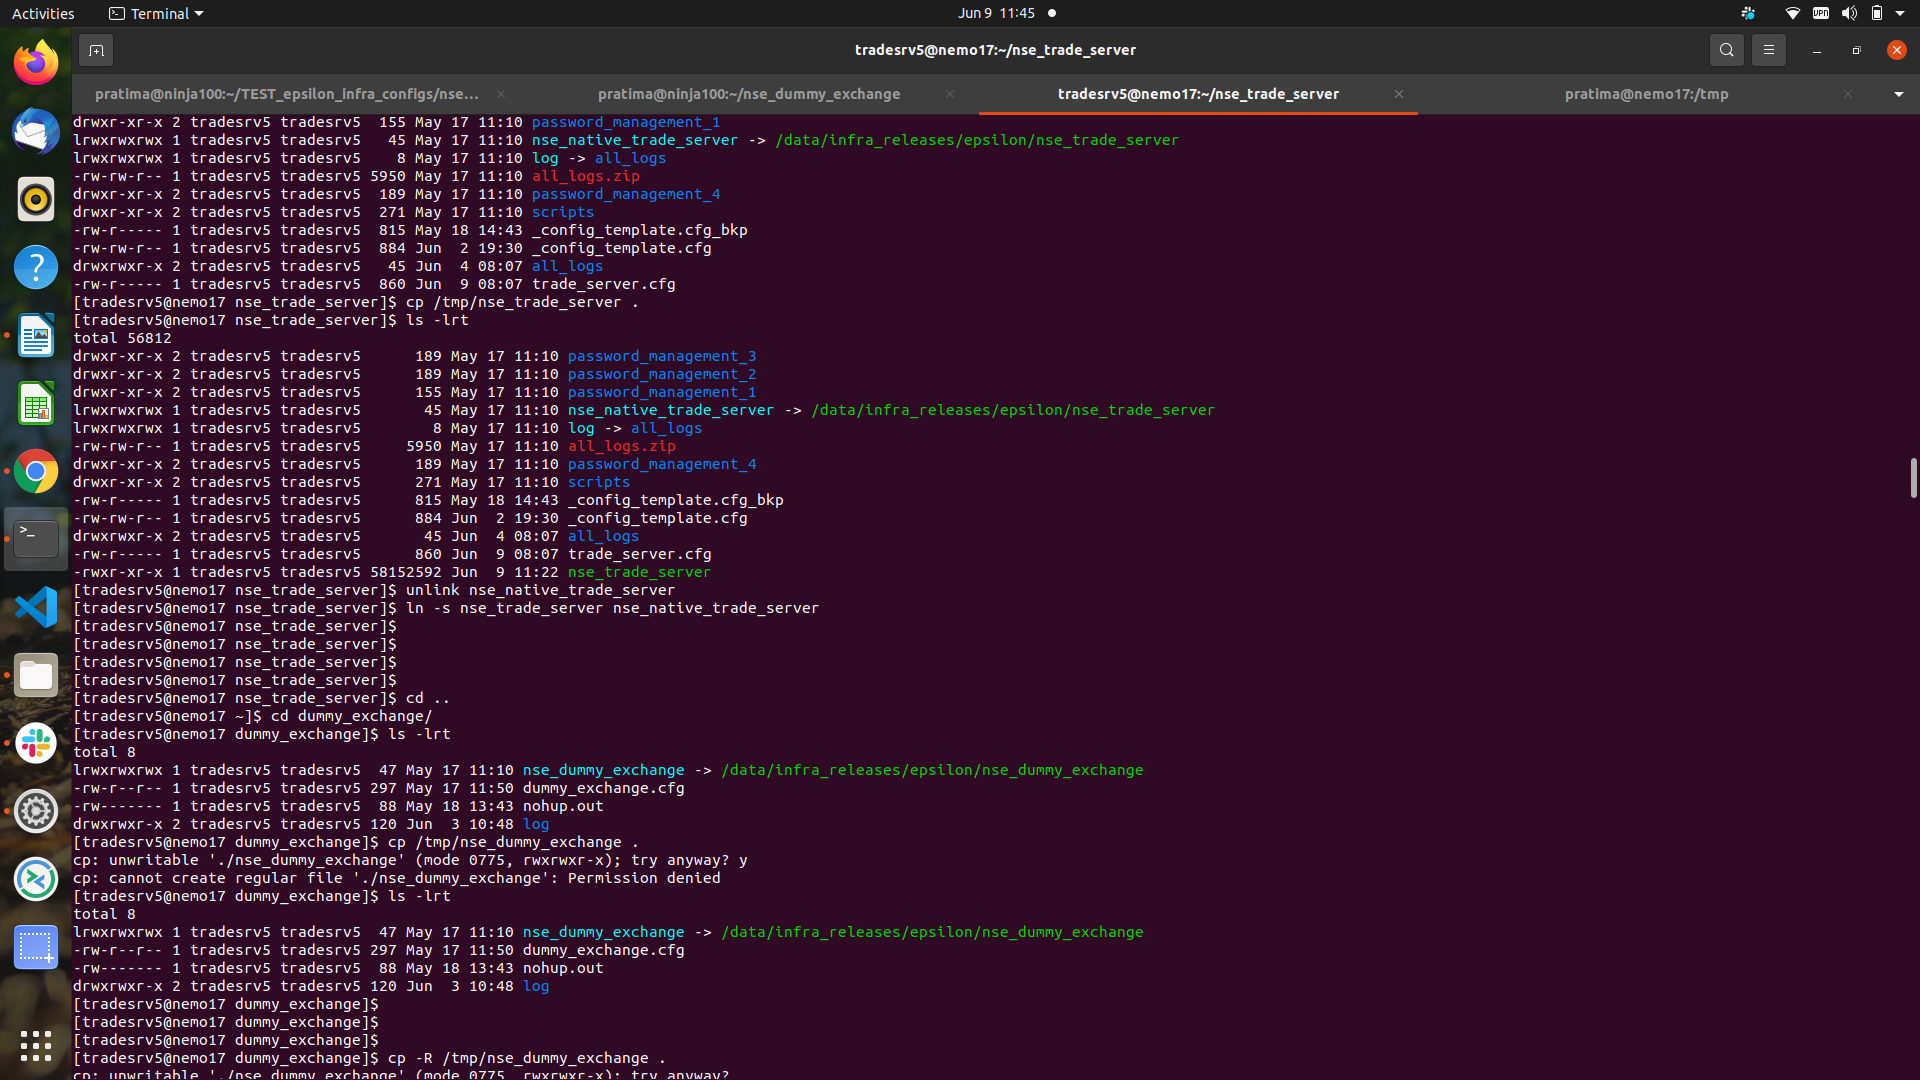 Activities
Terminal
Jun 9 11:45
VPN
tradesrv5@nemo17:~/nse_trade_server
pratima@ninja100:~/TEST_epsilon_infra_configs/nse...
pratima@ninja100:~/nse_dummy_exchange
tradesrv5@nemo17:~/nse_trade_server
pratima@nemo17:/tmp
drwxr-xr-x 2 tradesrv5 tradesrv5  155 May 17 11:10 password_management_1
lrwxrwxrwx 1 tradesrv5 tradesrv5   45 May 17 11:10 nse_native_trade_server -> /data/infra_releases/epsilon/nse_trade_server
lrwxrwxrwx 1 tradesrv5 tradesrv5    8 May 17 11:10 log -> all_logs
-rw-rw-r-- 1 tradesrv5 tradesrv5 5950 May 17 11:10 all_logs.zip
drwxr-xr-x 2 tradesrv5 tradesrv5  189 May 17 11:10 password_management_4
drwxr-xr-x 2 tradesrv5 tradesrv5  271 May 17 11:10 scripts
-rw-r----- 1 tradesrv5 tradesrv5  815 May 18 14:43 _config_template.cfg_bkp
-rw-rw-r-- 1 tradesrv5 tradesrv5  884 Jun  2 19:30 _config_template.cfg
drwxrwxr-x 2 tradesrv5 tradesrv5   45 Jun  4 08:07 all_logs
-rw-r----- 1 tradesrv5 tradesrv5  860 Jun  9 08:07 trade_server.cfg
[tradesrv5@nemo17 nse_trade_server]$ cp /tmp/nse_trade_server .
[tradesrv5@nemo17 nse_trade_server]$ ls -lrt
total 56812
drwxr-xr-x 2 tradesrv5 tradesrv5      189 May 17 11:10 password_management_3
drwxr-xr-x 2 tradesrv5 tradesrv5      189 May 17 11:10 password_management_2
drwxr-xr-x 2 tradesrv5 tradesrv5      155 May 17 11:10 password_management_1
lrwxrwxrwx 1 tradesrv5 tradesrv5       45 May 17 11:10 nse_native_trade_server -> /data/infra_releases/epsilon/nse_trade_server
lrwxrwxrwx 1 tradesrv5 tradesrv5        8 May 17 11:10 log -> all_logs
-rw-rw-r-- 1 tradesrv5 tradesrv5     5950 May 17 11:10 all_logs.zip
drwxr-xr-x 2 tradesrv5 tradesrv5      189 May 17 11:10 password_management_4
drwxr-xr-x 2 tradesrv5 tradesrv5      271 May 17 11:10 scripts
-rw-r----- 1 tradesrv5 tradesrv5      815 May 18 14:43 _config_template.cfg_bkp
-rw-rw-r-- 1 tradesrv5 tradesrv5      884 Jun  2 19:30 _config_template.cfg
drwxrwxr-x 2 tradesrv5 tradesrv5       45 Jun  4 08:07 all_logs
-rw-r----- 1 tradesrv5 tradesrv5      860 Jun  9 08:07 trade_server.cfg
-rwxr-xr-x 1 tradesrv5 tradesrv5 58152592 Jun  9 11:22 nse_trade_server
[tradesrv5@nemo17 nse_trade_server]$ unlink nse_native_trade_server
[tradesrv5@nemo17 nse_trade_server]$ ln -s nse_trade_server nse_native_trade_server
[tradesrv5@nemo17 nse_trade_server]$
[tradesrv5@nemo17 nse_trade_server]$
[tradesrv5@nemo17 nse_trade_server]$
[tradesrv5@nemo17 nse_trade_server]$
[tradesrv5@nemo17 nse_trade_server]$ cd ..
[tradesrv5@nemo17 ~]$ cd dummy_exchange/
[tradesrv5@nemo17 dummy_exchange]$ ls -lrt
total 8
lrwxrwxrwx 1 tradesrv5 tradesrv5  47 May 17 11:10 nse_dummy_exchange -> /data/infra_releases/epsilon/nse_dummy_exchange
-rw-r--r-- 1 tradesrv5 tradesrv5 297 May 17 11:50 dummy_exchange.cfg
-rw------- 1 tradesrv5 tradesrv5  88 May 18 13:43 nohup.out
drwxrwxr-x 2 tradesrv5 tradesrv5 120 Jun  3 10:48 log
[tradesrv5@nemo17 dummy_exchange]$ cp /tmp/nse_dummy_exchange .
cp: unwritable './nse_dummy_exchange' (mode 0775, rwxrwxr-x); try anyway? y
cp: cannot create regular file './nse_dummy_exchange': Permission denied
[tradesrv5@nemo17 dummy_exchange]$ ls -lrt
total 8
lrwxrwxrwx 1 tradesrv5 tradesrv5  47 May 17 11:10 nse_dummy_exchange -> /data/infra_releases/epsilon/nse_dummy_exchange
-rw-r--r-- 1 tradesrv5 tradesrv5 297 May 17 11:50 dummy_exchange.cfg
-rw------- 1 tradesrv5 tradesrv5  88 May 18 13:43 nohup.out
drwxrwxr-x 2 tradesrv5 tradesrv5 120 Jun  3 10:48 log
[tradesrv5@nemo17 dummy_exchange]$
[tradesrv5@nemo17 dummy_exchange]$
[tradesrv5@nemo17 dummy_exchange]$
[tradesrv5@nemo17 dummy_exchange]$ cp -R /tmp/nse_dummy_exchange .
cp: unwritable './nse_dummy_exchange' (mode 0775, rwxrwxr-x); try anyway?